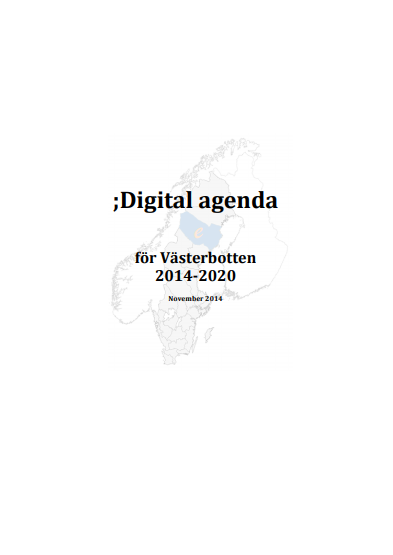 ;Digital agenda
för Västerbotten
2014-2020
November 2014